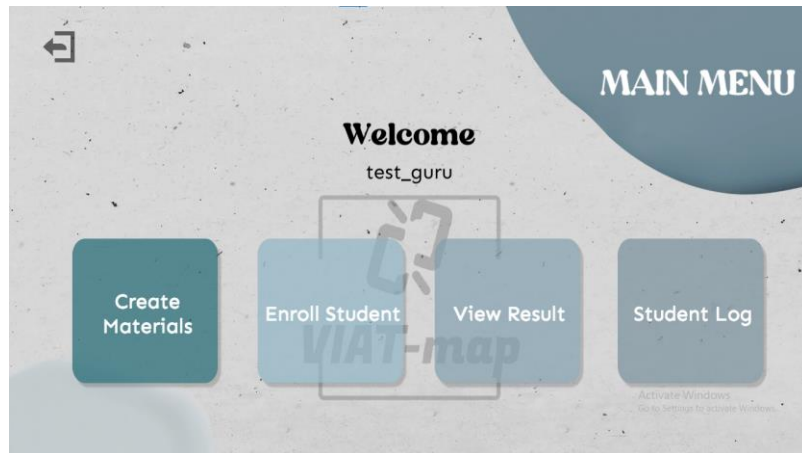 MAIN MENU
Welcome
test_guru
Create
Materials
Enroll Student
View Result
Student Log
VIAT-map
Activate Windows
Go to Settings to activate Windows.